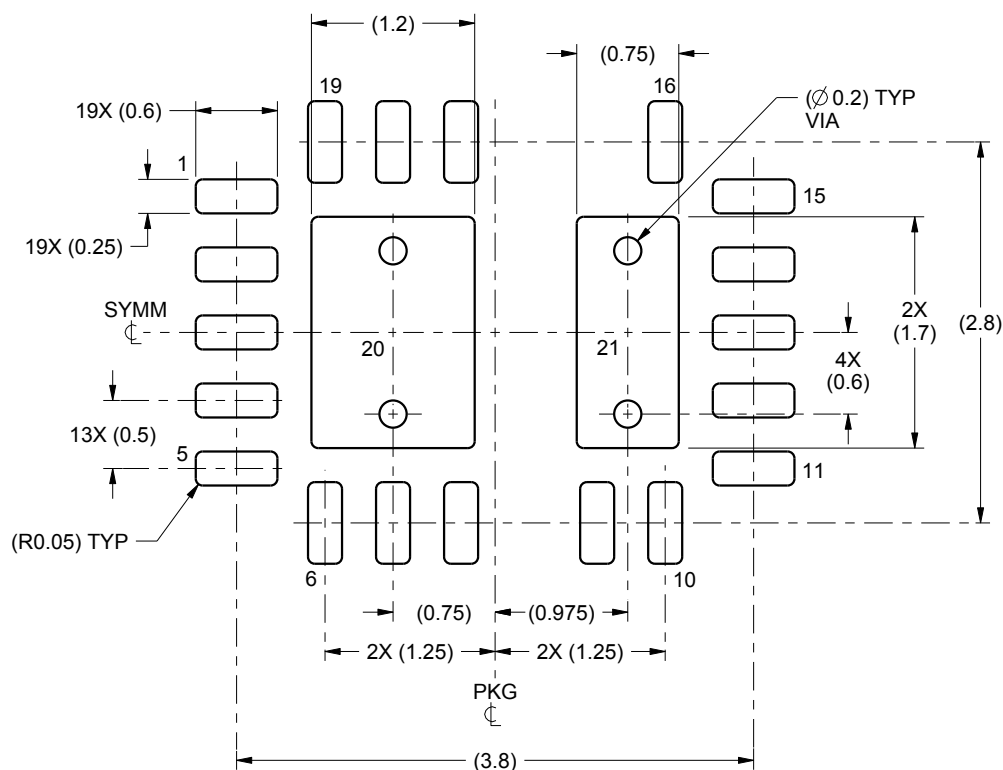 (1.2)
(0.75)
19
16
19X (0.6)
(Ø 0.2) TYP
VIA
1
15
19X (0.25)
SYMM
℄
20
21
2X
(1.7)
(2.8)
4X
(0.6)
13X (0.5)
5
11
(R0.05) TYP
6
10
(0.75)
(0.975)
2X (1.25)
2X (1.25)
PKG
℄
(3.8)